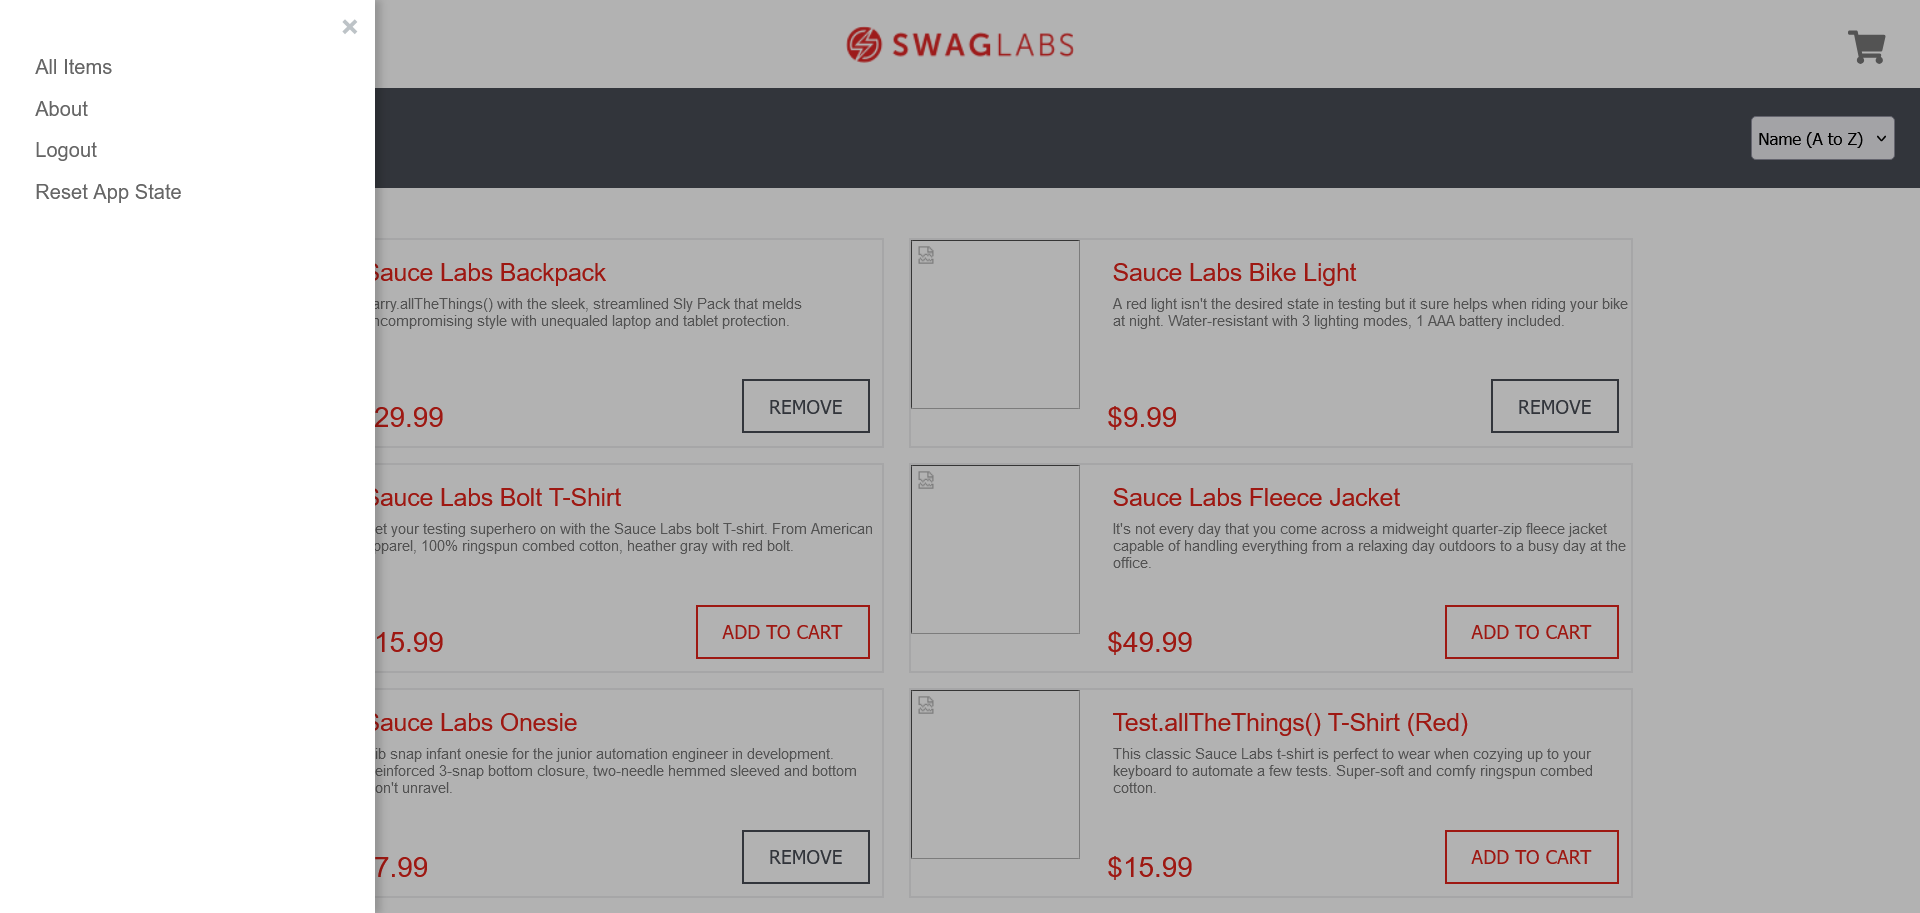 All Items
About
Logout
Reset App State
SWAGLABS
Name (A to Z)
Sauce Labs Backpack
arry.allTheThings() with the sleek, streamlined Sly Pack that melds
ncompromising style with unequaled laptop and tablet protection.
29.99
REMOVE
Sauce Labs Bike Light
A red light isn't the desired state in testing but it sure helps when riding your bike
at night. Water-resistant with 3 lighting modes, 1 AAA battery included.
$9.99
REMOVE
Sauce Labs Bolt T-Shirt
et your testing superhero on with the Sauce Labs bolt T-shirt. From American
pparel, 100% ringspun combed cotton, heather gray with red bolt.
15.99
ADD TO CART
Sauce Labs Fleece Jacket
It's not every day that you come across a midweight quarter-zip fleece jacket
capable of handling everything from a relaxing day outdoors to a busy day at the
office.
$49.99
ADD TO CART
Sauce Labs Onesie
ib snap infant onesie for the junior automation engineer in development.
einforced 3-snap bottom closure, two-needle hemmed sleeved and bottom
on't unravel.
7.99
REMOVE
Test.allTheThings() T-Shirt (Red)
This classic Sauce Labs t-shirt is perfect to wear when cozying up to your
keyboard to automate a few tests. Super-soft and comfy ringspun combed
cotton.
$15.99
ADD TO CART